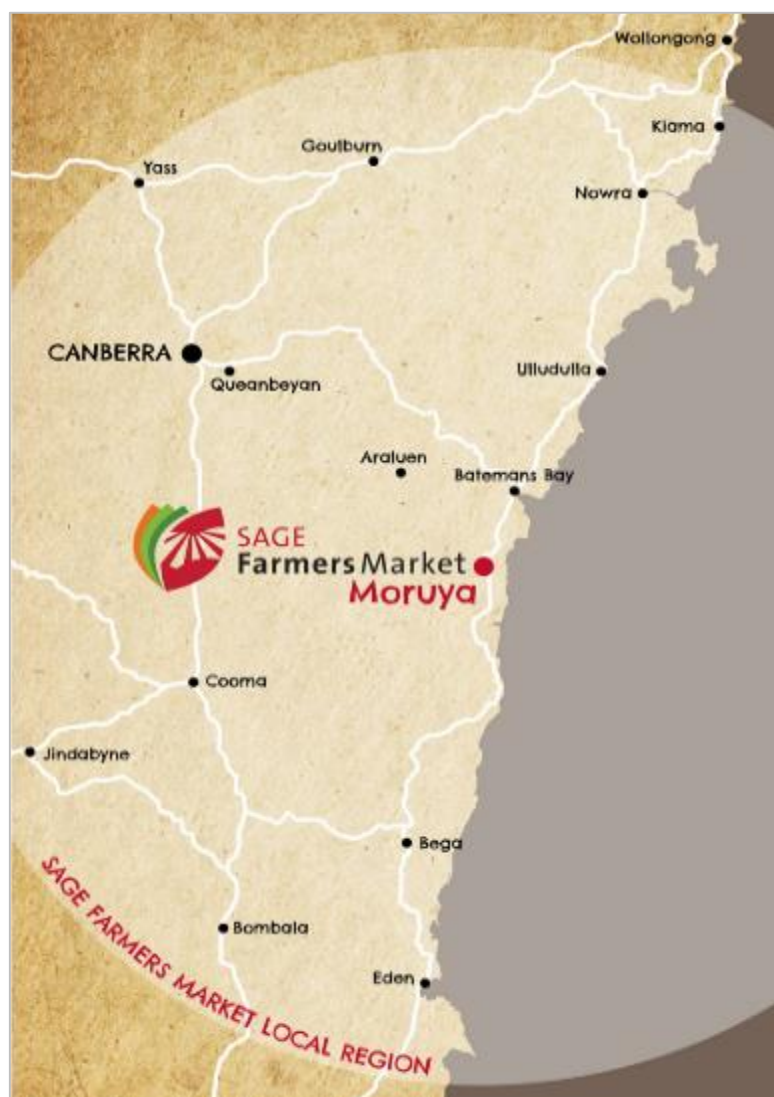 Wollongong
Kiama
Goulburn
Yass
Nowra
CANBERRA
Queanbeyan
Ulludulla
Araluen
Batemans Bay
SAGE
Farmers Market
Moruya
Cooma
Jindabyne
Bega
Bombala
Eden
SAGE FARMERS MARKET LOCAL REGION